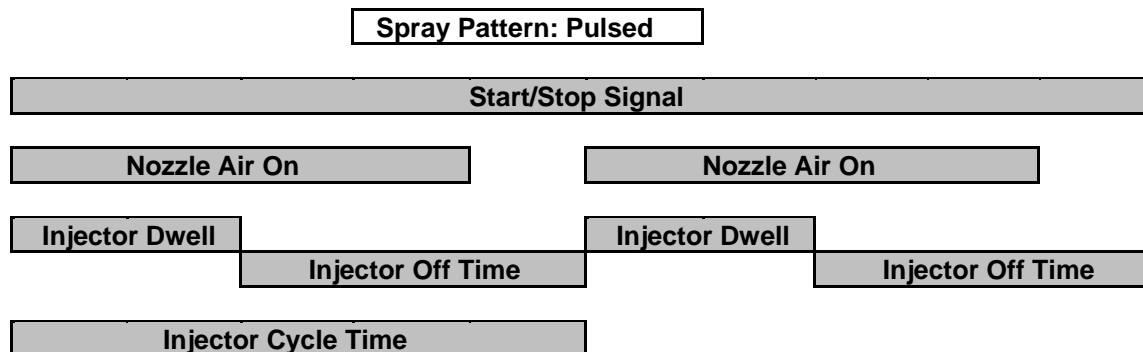 Spray Pattern: Pulsed
Start/Stop Signal
Nozzle Air On Nozzle Air On
Injector Dwell Injector Dwell
Injector Off Time Injector Off Time
Injector Cycle Time